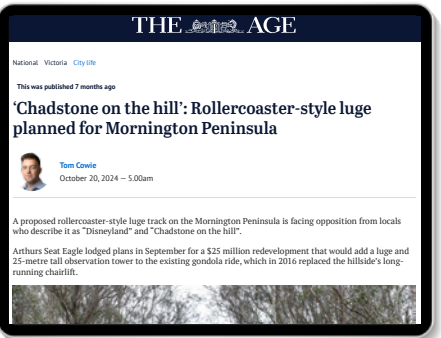 THE AGE
National Victoria City life
This was published 7 months ago
‘Chadstone on the hill’: Rollercoaster-style luge
planned for Mornington Peninsula
Tom Cowie
October 20, 2024 — 5.00am
A proposed rollercoaster-style luge track on the Mornington Peninsula is facing opposition from locals
who describe it as “Disneyland” and “Chadstone on the hill”.
Arthurs Seat Eagle lodged plans in September for a $25 million redevelopment that would add a luge and
25-metre tall observation tower to the existing gondola ride, which in 2016 replaced the hillside’s long-
running chairlift.